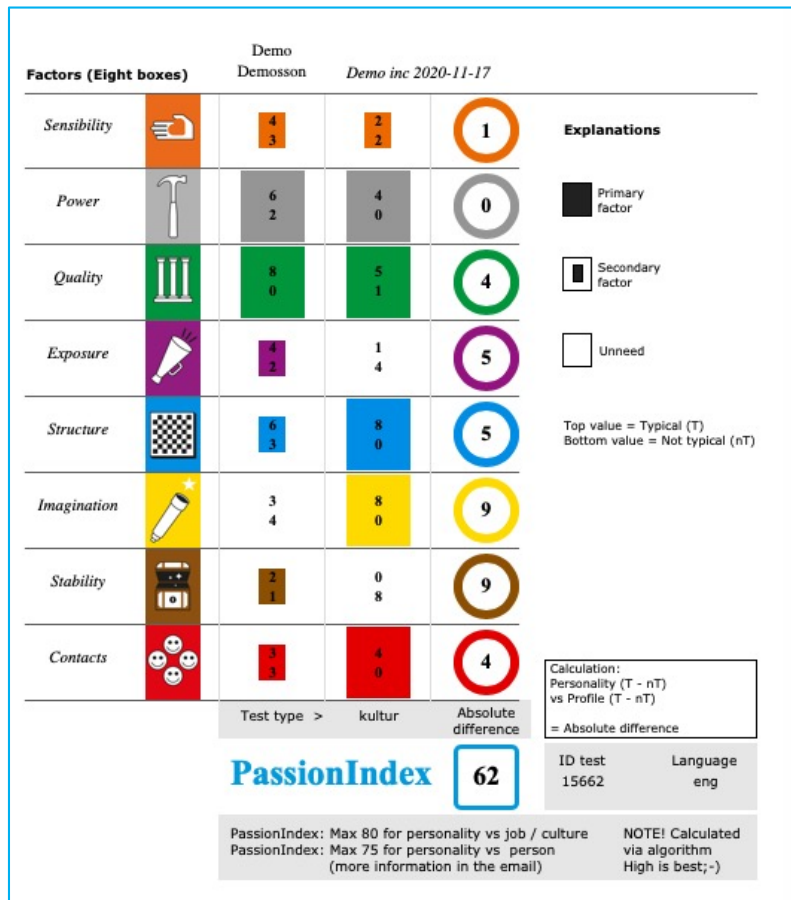 Demo
Demosson
Factors (Eight boxes)
Demo inc 2020-11-17
Sensibility
4
3
2
2
1
Explanations
Power
6
2
4
0
0
Primary
factor
Quality
8
0
5
1
4
Secondary
factor
Exposure
4
2
1
4
5
Unneed
Structure
6
3
8
0
5
Top value = Typical (T)
Bottom value = Not typical (nT)
Imagination
3
4
8
0
9
Stability
2
1
0
8
9
Contacts
3
3
4
0
4
Calculation:
Personality (T - nT)
vs Profile (T - nT)
= Absolute difference
Test type >
kultur
Absolute
difference
PassionIndex
62
ID test
15662
Language
eng
PassionIndex: Max 80 for personality vs job / culture
PassionIndex: Max 75 for personality vs person
(more information in the email)
NOTE! Calculated
via algorithm
High is best;-)